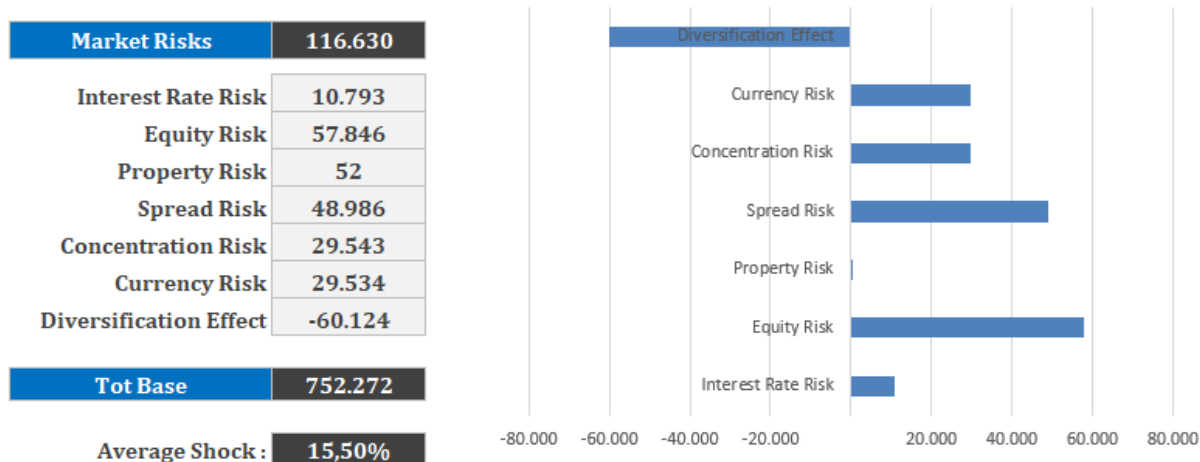 Market Risks 116.630
Interest Rate Risk 10.793
Equity Risk 57.846
Property Risk 52
Spread Risk 48.986
Concentration Risk 29.543
Currency Risk 29.534
Diversification Effect -60.124
Tot Base 752.272
Average Shock : 15,50%
Diversification Effect
Currency Risk
Concentration Risk
Spread Risk
Property Risk
Equity Risk
Interest Rate Risk
-80.000 -60.000 -40.000 -20.000 20.000 40.000 60.000 80.000